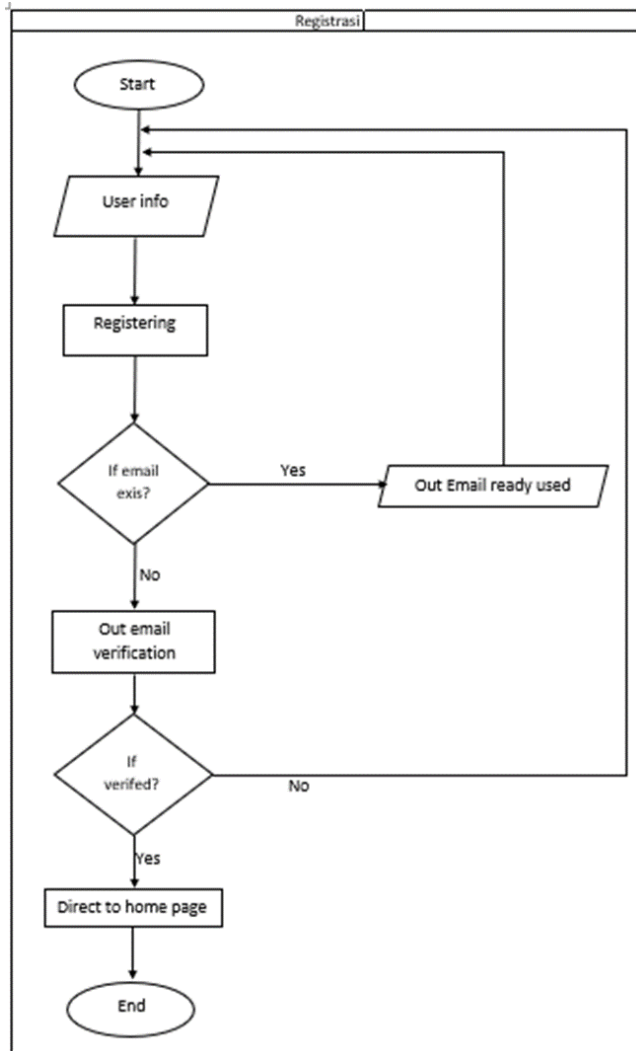 Registrasi
Start
User info
Registering
If email
exis?
Yes
Out Email ready used
No
Out email
verification
If
verifed?
No
Yes
Direct to home page
End